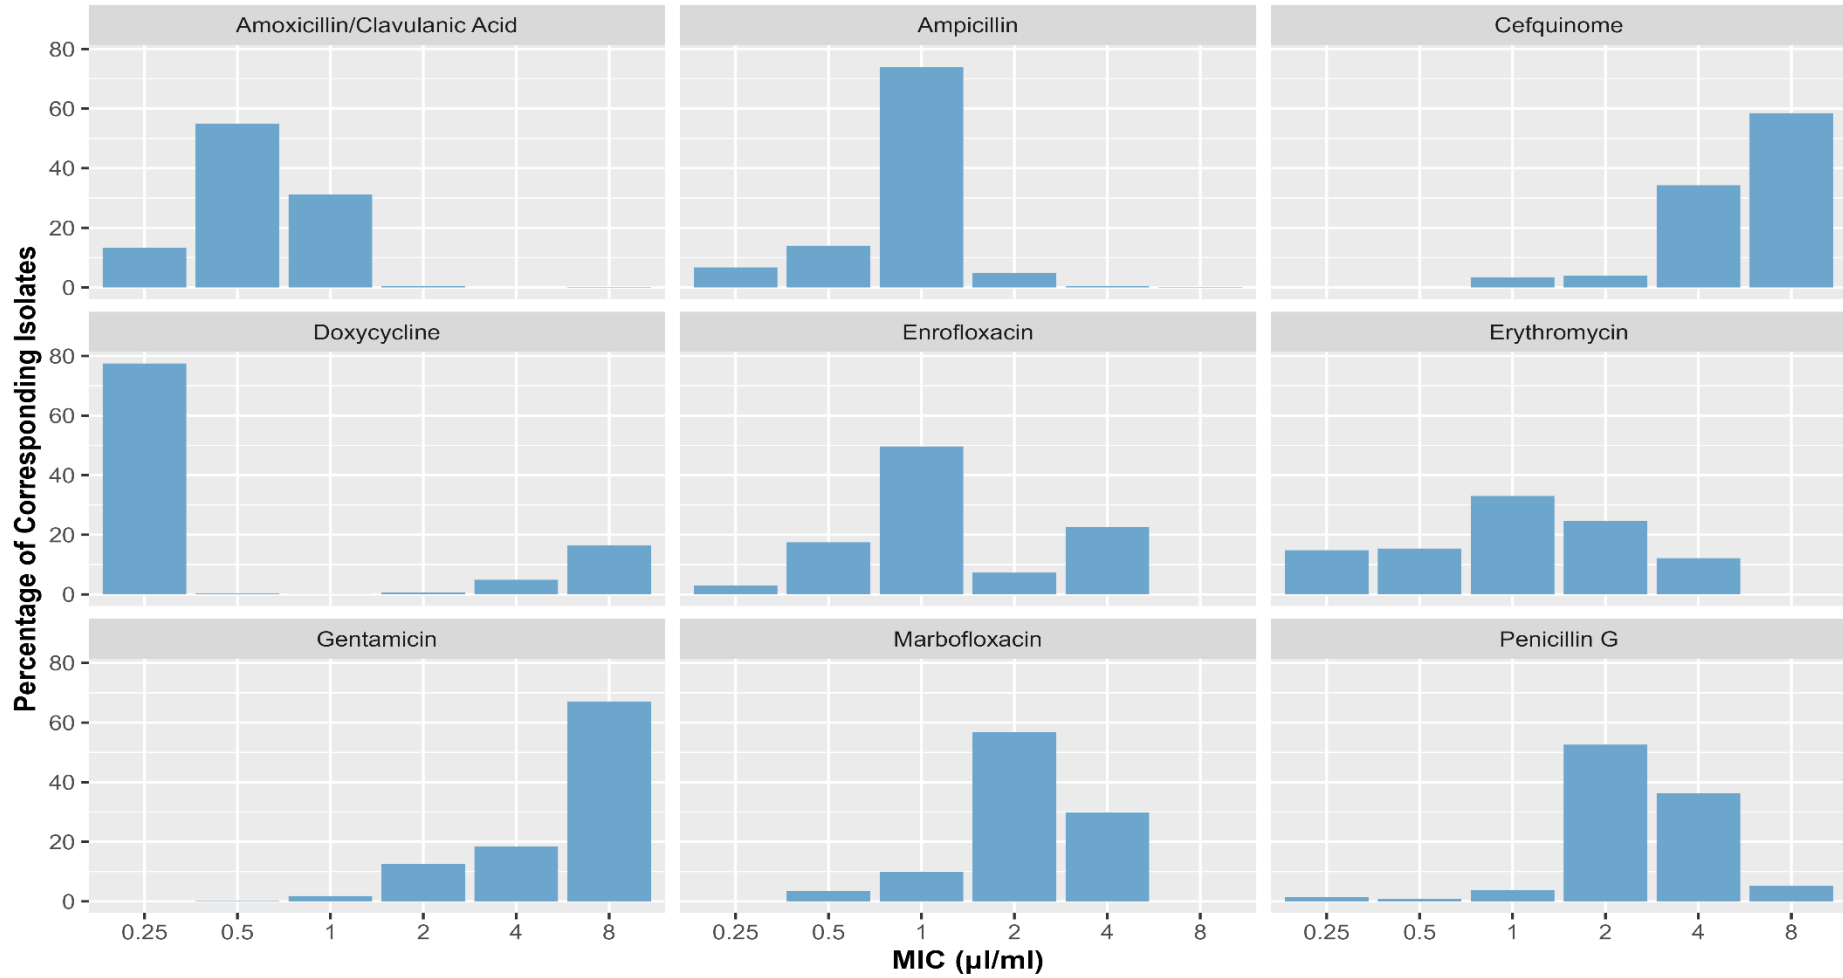 Amoxicillin/Clavulanic Acid
Ampicillin
Cefquinome
80
60
40
20
0
Doxycycline
Enrofloxacin
Erythromycin
80
60
40
20
0
Gentamicin
Marbofloxacin
Penicillin G
80
60
40
20
0
0.25 0.5 1 2 4 8
0.25 0.5 1 2 4 8
0.25 0.5 1 2 4 8
MIC (µl/ml)
Percentage of Corresponding Isolates